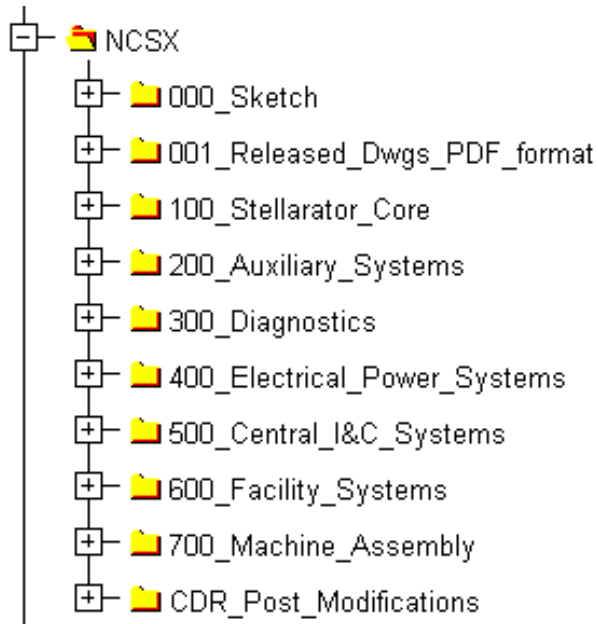 NCSX
000_Sketch
001_Released_Dwgs_PDF_format
100_Stellarator_Core
200_Auxiliary_Systems
300_Diagnostics
400_Electrical_Power_Systems
500_Central_I&C_Systems
600_Facility_Systems
700_Machine_Assembly
CDR_Post_Modifications